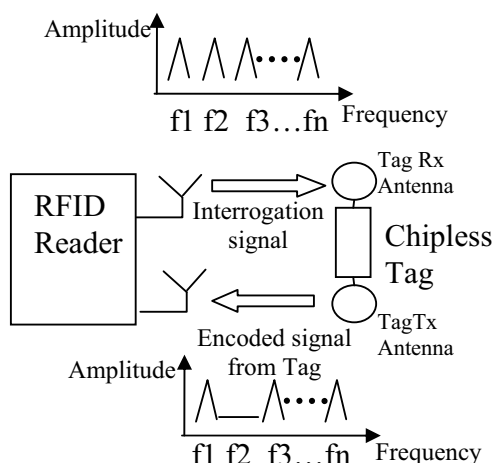 Amplitude
f1 f2 f3...fn Frequency
RFID
Reader
Interrogation
signal
Tag Rx
Antenna
Chipless
Tag
TagTx
Antenna
Encoded signal
from Tag
Amplitude
f1 f2 f3...fn Frequency